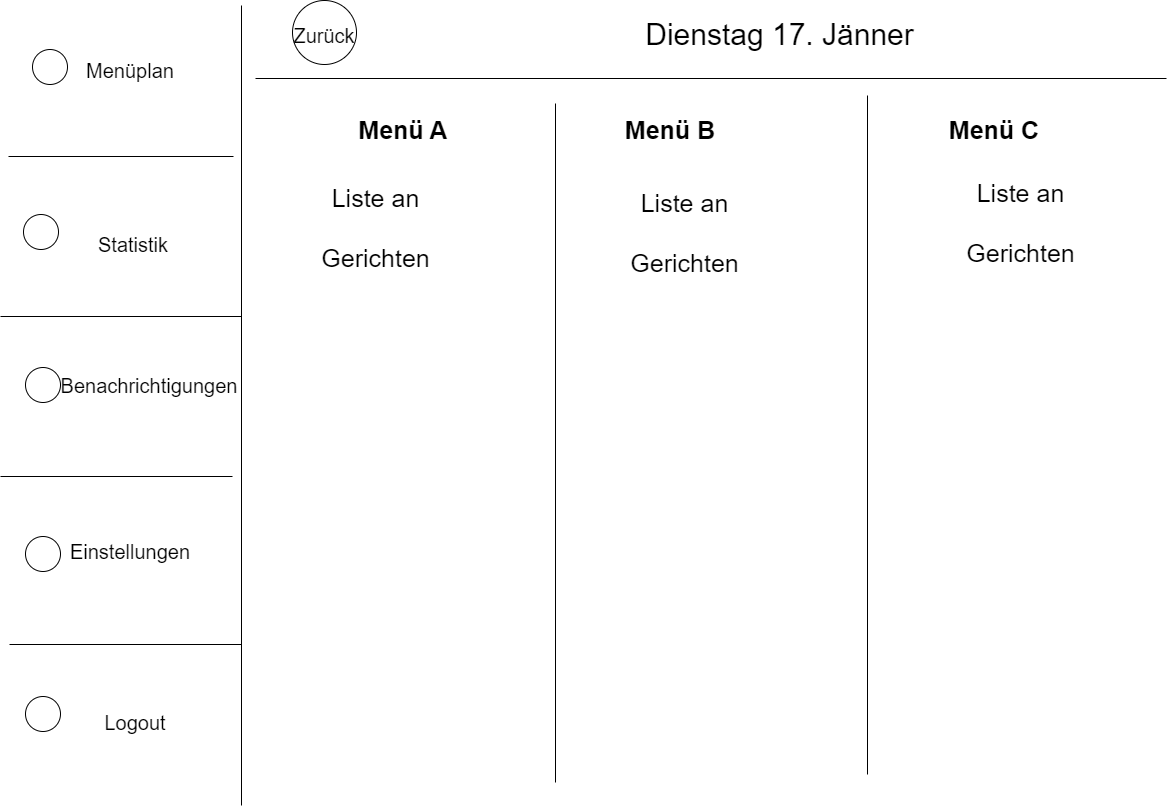 Menüplan
Statistik
Benachrichtigungen
Einstellungen
Logout
Zurück
Dienstag 17. Jänner
Menü A
Liste an
Gerichten
Menü B
Liste an
Gerichten
Menü C
Liste an
Gerichten